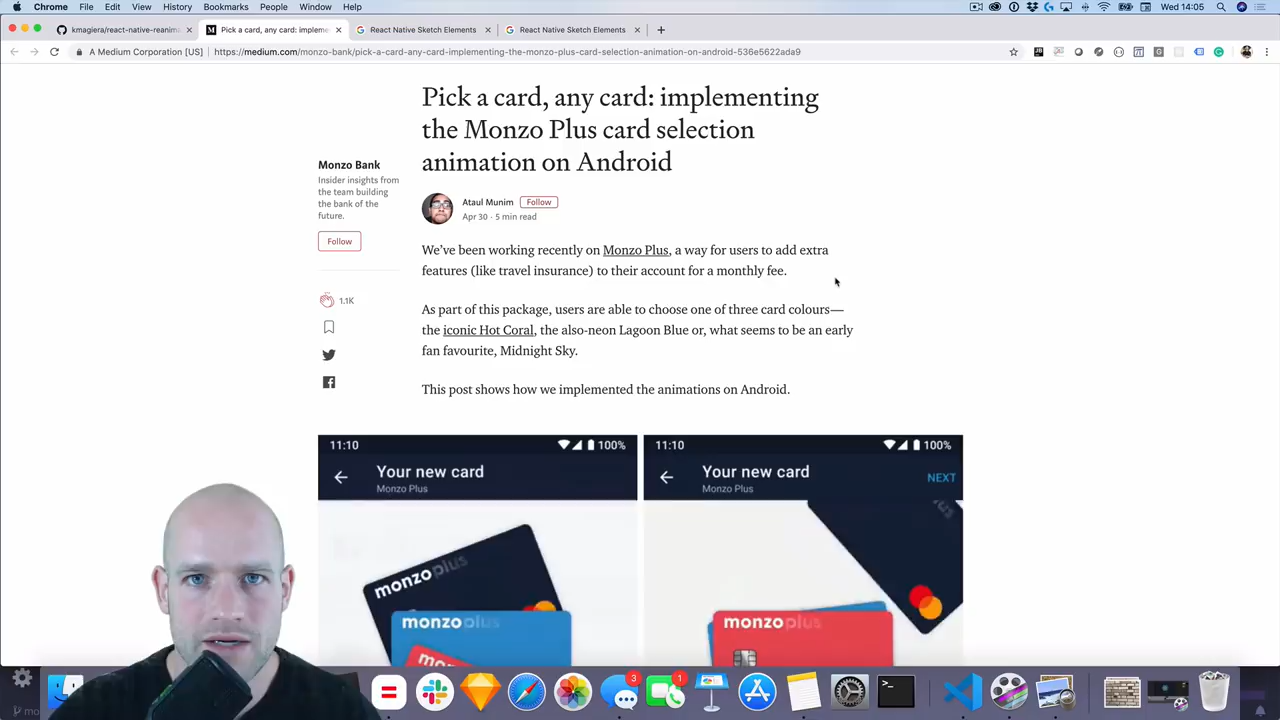 Chrome File Edit View History Bookmarks People Window Help
Wed 14:05
kmagiera/react-native-reanim
Pick a card, any card: impleme
React Native Sketch Elements
React Native Sketch Elements
A Medium Corporation [US] https://medium.com/monzo-bank/pick-a-card-any-card-implementing-the-monzo-plus-card-selection-animation-on-android-536e5622ada9
Pick a card, any card: implementing
the Monzo Plus card selection
animation on Android
Monzo Bank
Insider insights from
the team building
the bank of the
future.
Follow
1.1K
Ataul Munim Follow
Apr 30 · 5 min read
We’ve been working recently on Monzo Plus, a way for users to add extra
features (like travel insurance) to their account for a monthly fee.
As part of this package, users are able to choose one of three card colours—
the iconic Hot Coral, the also-neon Lagoon Blue or, what seems to be an early
fan favourite, Midnight Sky.
This post shows how we implemented the animations on Android.
11:10 100%
Your new card
Monzo Plus
monzo plus
monzo plus
11:10 100%
Your new card
Monzo Plus
NEXT
monzo plus
3
1